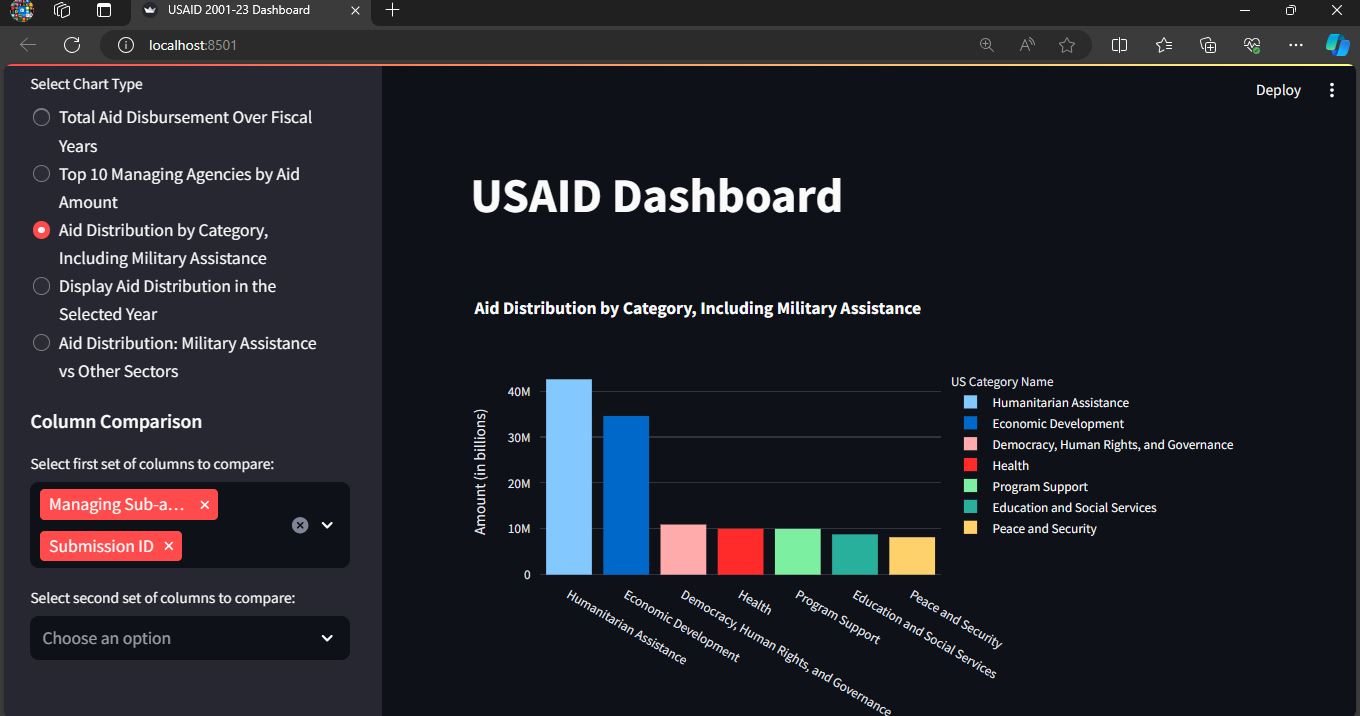 USAID 2001-23 Dashboard
localhost:8501
Select Chart Type
Total Aid Disbursement Over Fiscal
Years
Top 10 Managing Agencies by Aid
Amount
Aid Distribution by Category,
Including Military Assistance
Display Aid Distribution in the
Selected Year
Aid Distribution: Military Assistance
vs Other Sectors
Column Comparison
Select first set of columns to compare:
Managing Sub-a...
Submission ID
Select second set of columns to compare:
Choose an option
Deploy
USAID Dashboard
Aid Distribution by Category, Including Military Assistance
Amount (in billions)
40M
30M
20M
10M
0
Humanitarian Assistance
Economic Development
Democracy, Human Rights, and Governance
Health
Program Support
Education and Social Services
Peace and Security
US Category Name
Humanitarian Assistance
Economic Development
Democracy, Human Rights, and Governance
Health
Program Support
Education and Social Services
Peace and Security